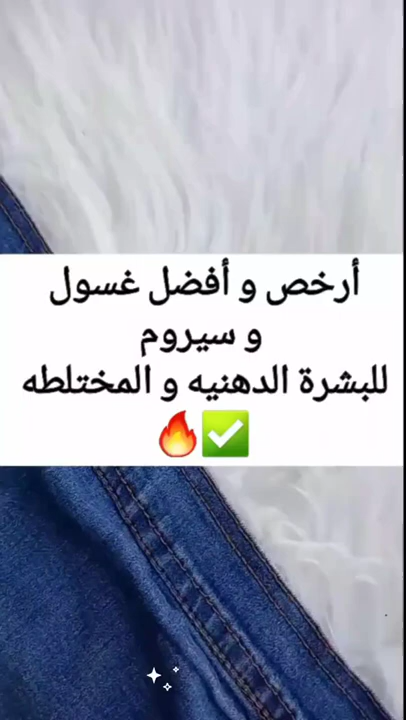 أرخص و أفضل غسول
و سيروم
للبشرة الدهنيه و المختلطه
🔥✅